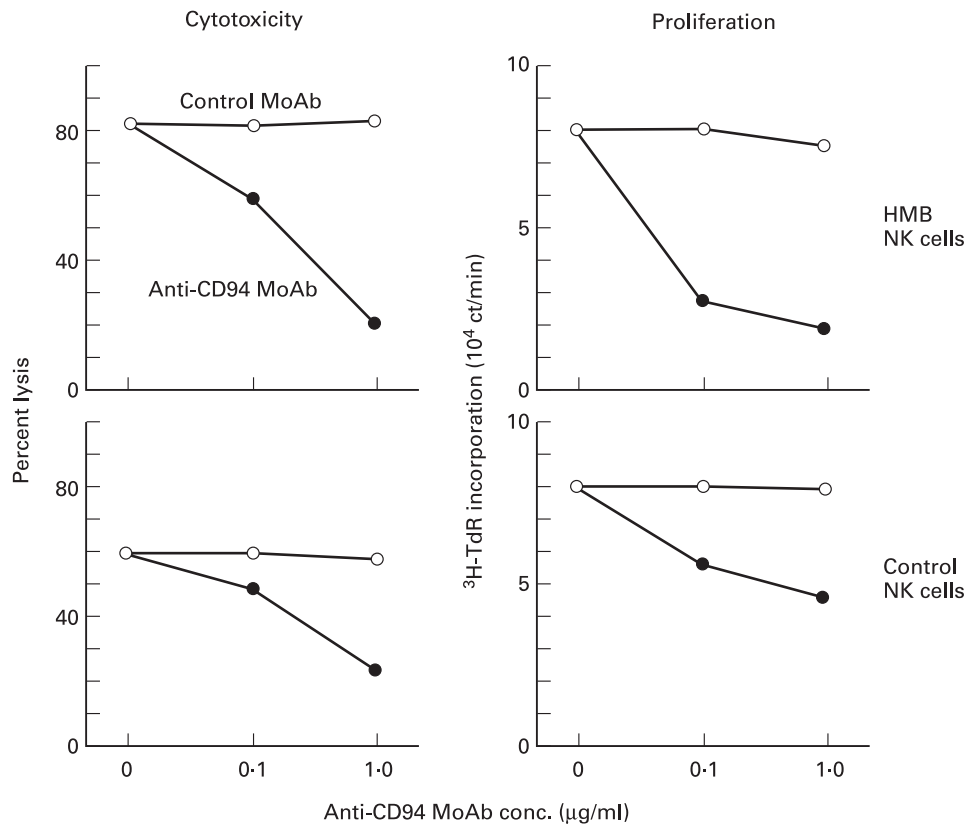 Cytotoxicity
Proliferation
Control MoAb
Anti-CD94 MoAb
80
40
0
10
5
0
HMB
NK cells
Percent lysis
³H-TdR incorporation (10⁴ ct/min)
80
40
0
0
0·1
1·0
10
5
0
0
0·1
1·0
Control
NK cells
Anti-CD94 MoAb conc. (μg/ml)